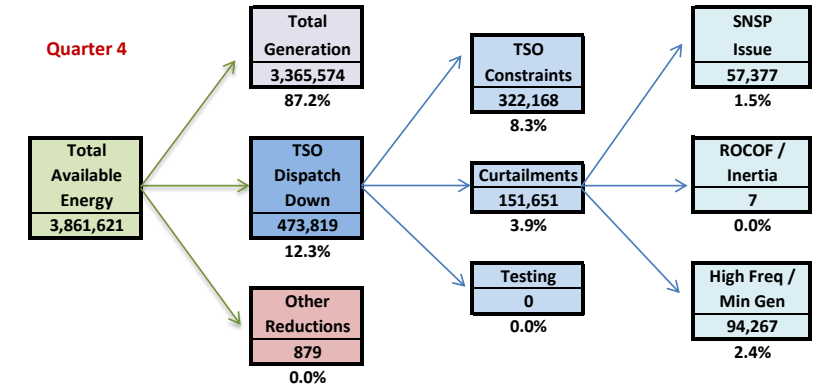 Quarter 4
Total
Available
Energy
3,861,621
Total
Generation
3,365,574
87.2%
TSO
Dispatch
Down
473,819
12.3%
Other
Reductions
879
0.0%
TSO
Constraints
322,168
8.3%
Curtailments
151,651
3.9%
Testing
0
0.0%
SNSP
Issue
57,377
1.5%
ROCOF /
Inertia
7
0.0%
High Freq /
Min Gen
94,267
2.4%